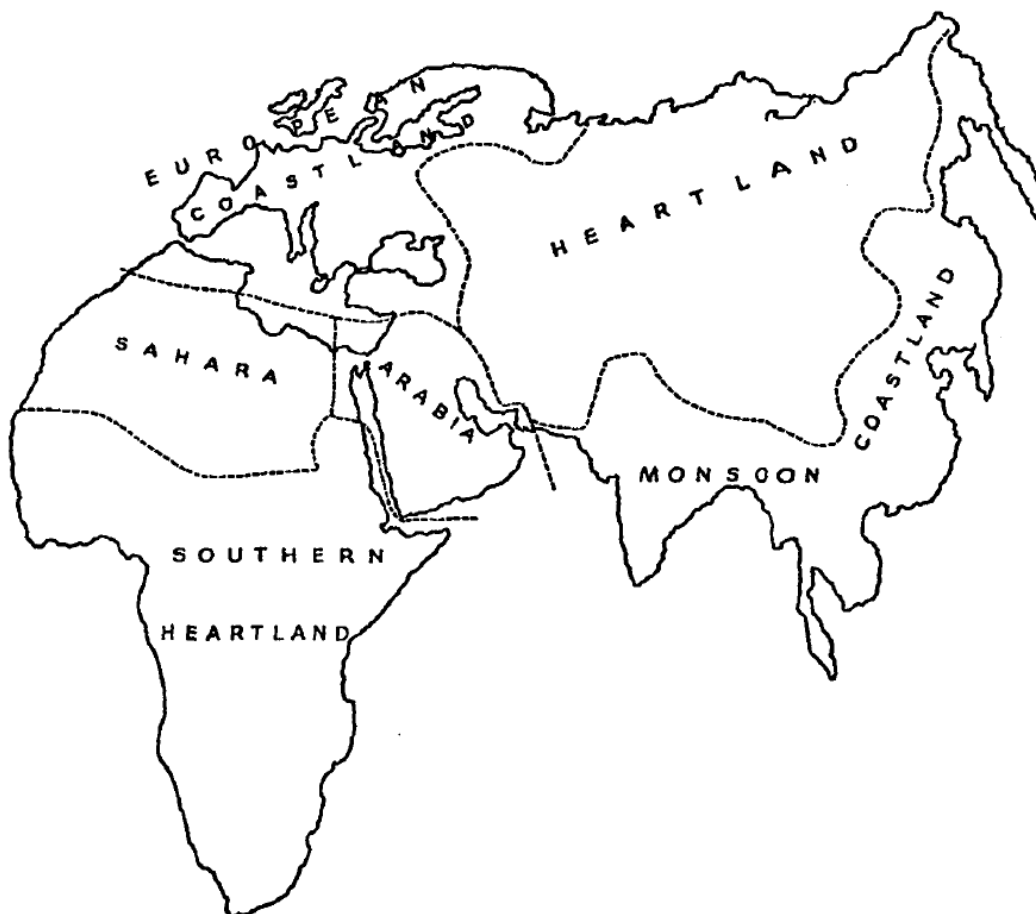 EUROPEAN
COASTLAND
HEARTLAND
SAHARA
ARABIA
MONSOON
COASTLAND
SOUTHERN
HEARTLAND